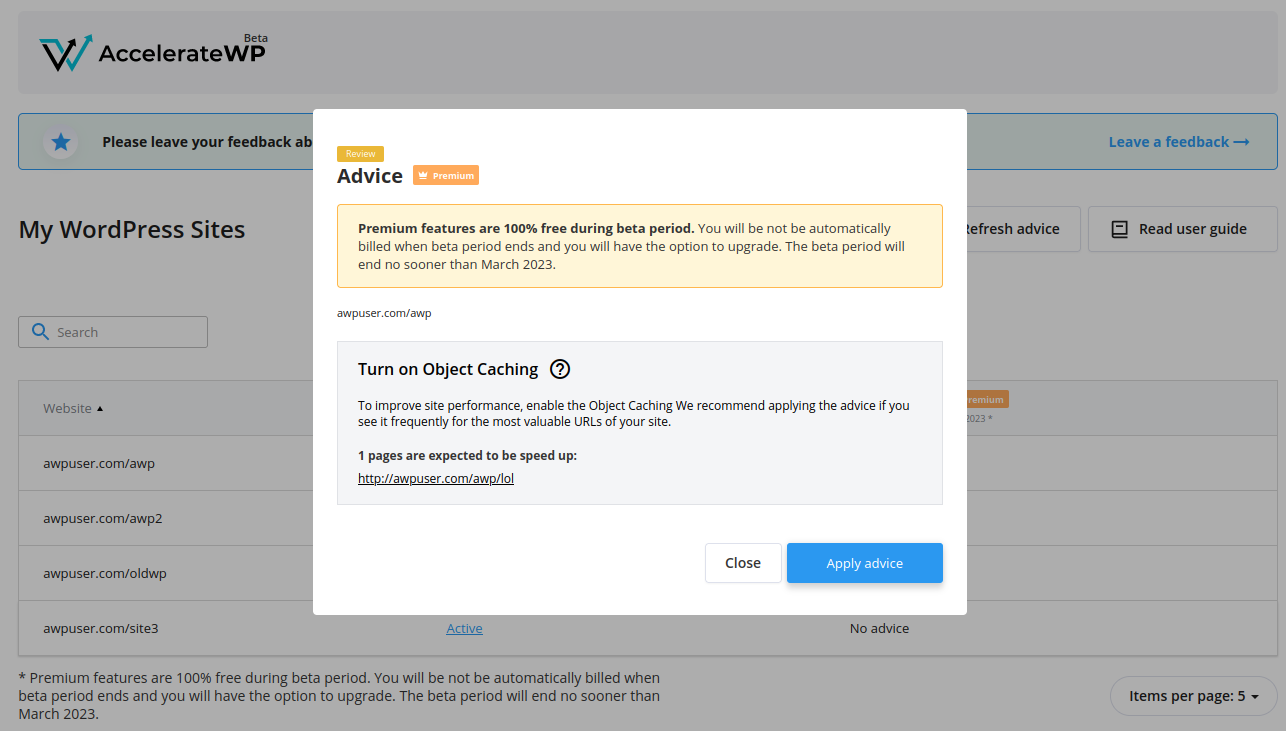 Beta
AccelerateWP
Please leave your feedback ab
Leave a feedback →
My WordPress Sites
efresh advice
Read user guide
Search
Website
remium
2023 *
awpuser.com/awp
awpuser.com/awp2
awpuser.com/oldwp
awpuser.com/site3
Active
No advice
Review
Advice
Premium
Premium features are 100% free during beta period. You will be not be automatically
billed when beta period ends and you will have the option to upgrade. The beta period will
end no sooner than March 2023.
awpuser.com/awp
Turn on Object Caching ?
To improve site performance, enable the Object Caching We recommend applying the advice if you
see it frequently for the most valuable URLs of your site.
1 pages are expected to be speed up:
http://awpuser.com/awp/lol
Close
Apply advice
* Premium features are 100% free during beta period. You will be not be automatically billed when
beta period ends and you will have the option to upgrade. The beta period will end no sooner than
March 2023.
Items per page: 5